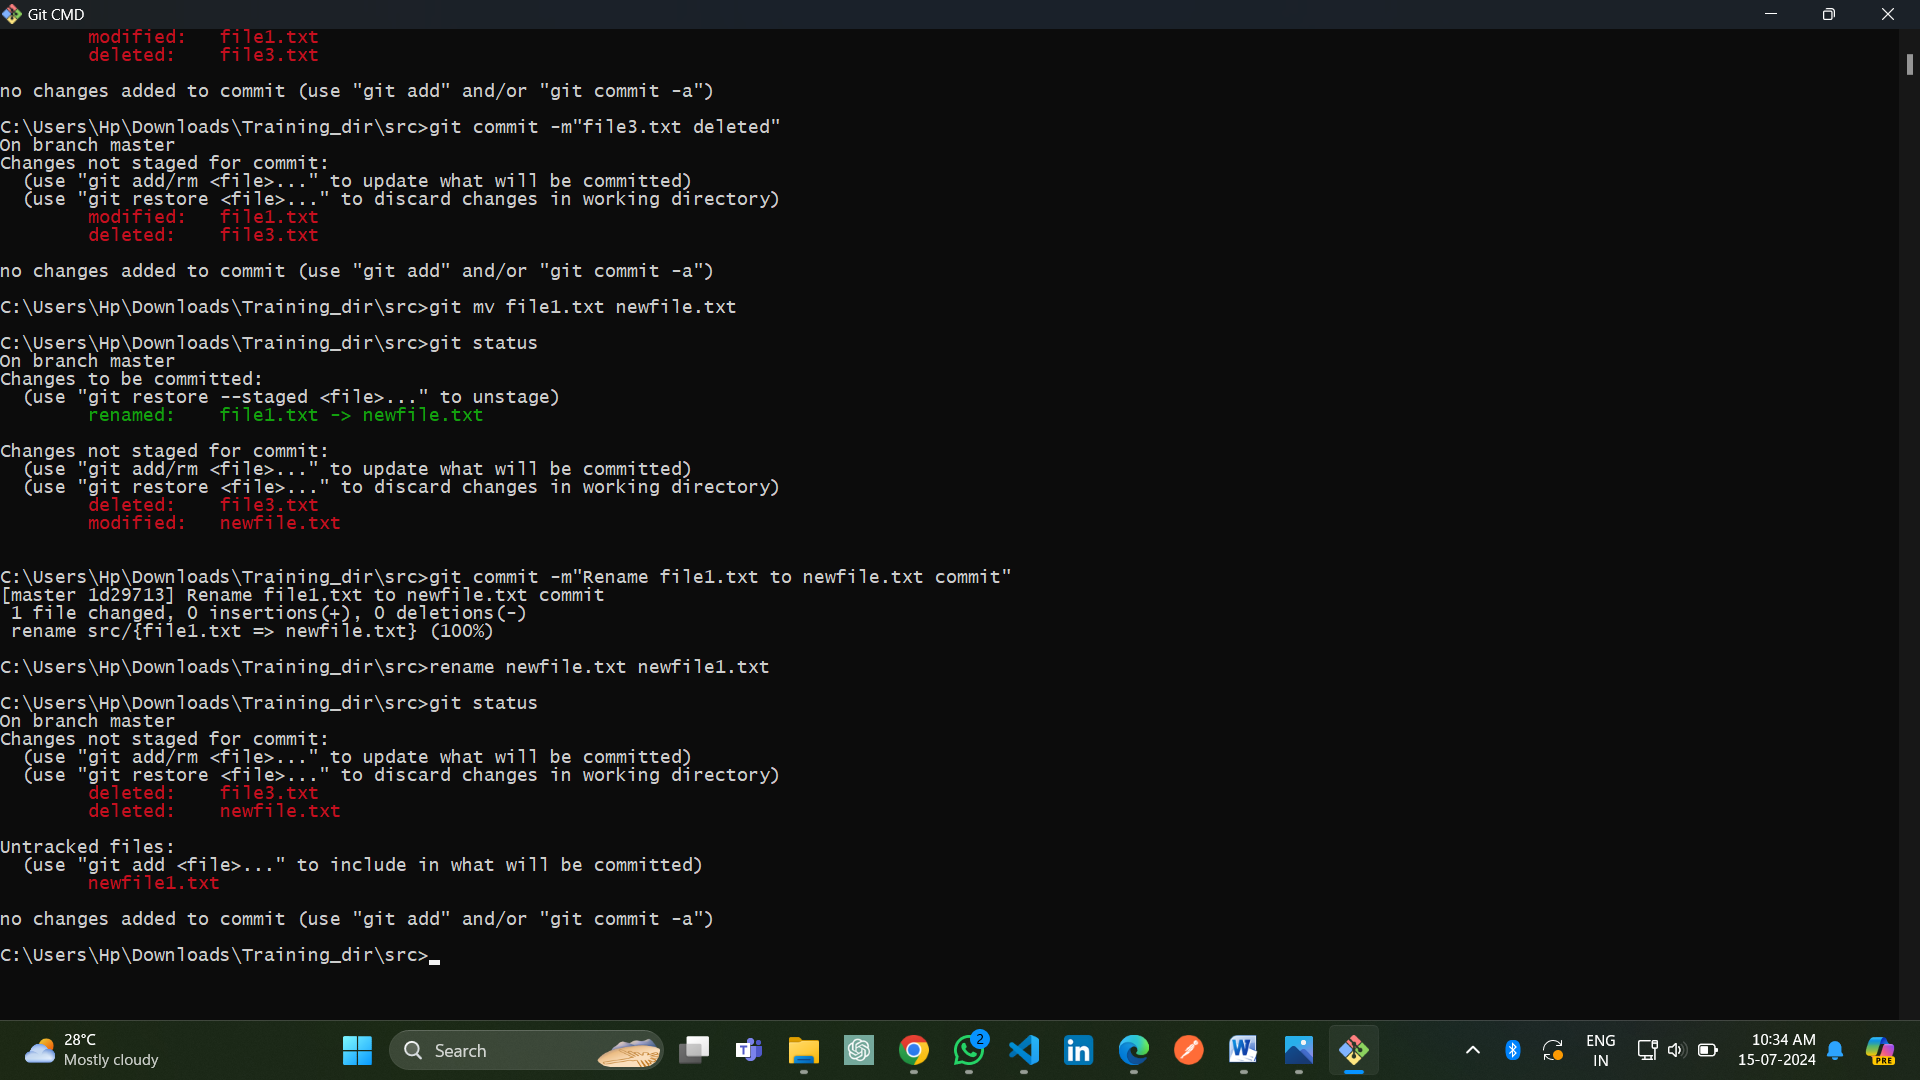 Git CMD
        modified:   file1.txt
        deleted:    file3.txt
no changes added to commit (use "git add" and/or "git commit -a")
C:\Users\Hp\Downloads\Training_dir\src>git commit -m"file3.txt deleted"
On branch master
Changes not staged for commit:
  (use "git add/rm <file>..." to update what will be committed)
  (use "git restore <file>..." to discard changes in working directory)
        modified:   file1.txt
        deleted:    file3.txt
no changes added to commit (use "git add" and/or "git commit -a")
C:\Users\Hp\Downloads\Training_dir\src>git mv file1.txt newfile.txt
C:\Users\Hp\Downloads\Training_dir\src>git status
On branch master
Changes to be committed:
  (use "git restore --staged <file>..." to unstage)
        renamed:    file1.txt -> newfile.txt
Changes not staged for commit:
  (use "git add/rm <file>..." to update what will be committed)
  (use "git restore <file>..." to discard changes in working directory)
        deleted:    file3.txt
        modified:   newfile.txt
C:\Users\Hp\Downloads\Training_dir\src>git commit -m"Rename file1.txt to newfile.txt commit"
[master 1d29713] Rename file1.txt to newfile.txt commit
 1 file changed, 0 insertions(+), 0 deletions(-)
 rename src/{file1.txt => newfile.txt} (100%)
C:\Users\Hp\Downloads\Training_dir\src>rename newfile.txt newfile1.txt
C:\Users\Hp\Downloads\Training_dir\src>git status
On branch master
Changes not staged for commit:
  (use "git add/rm <file>..." to update what will be committed)
  (use "git restore <file>..." to discard changes in working directory)
        deleted:    file3.txt
        deleted:    newfile.txt
Untracked files:
  (use "git add <file>..." to include in what will be committed)
        newfile1.txt
no changes added to commit (use "git add" and/or "git commit -a")
C:\Users\Hp\Downloads\Training_dir\src>
28°C
Mostly cloudy
Search
2
ENG
IN
10:34 AM
15-07-2024
PRE